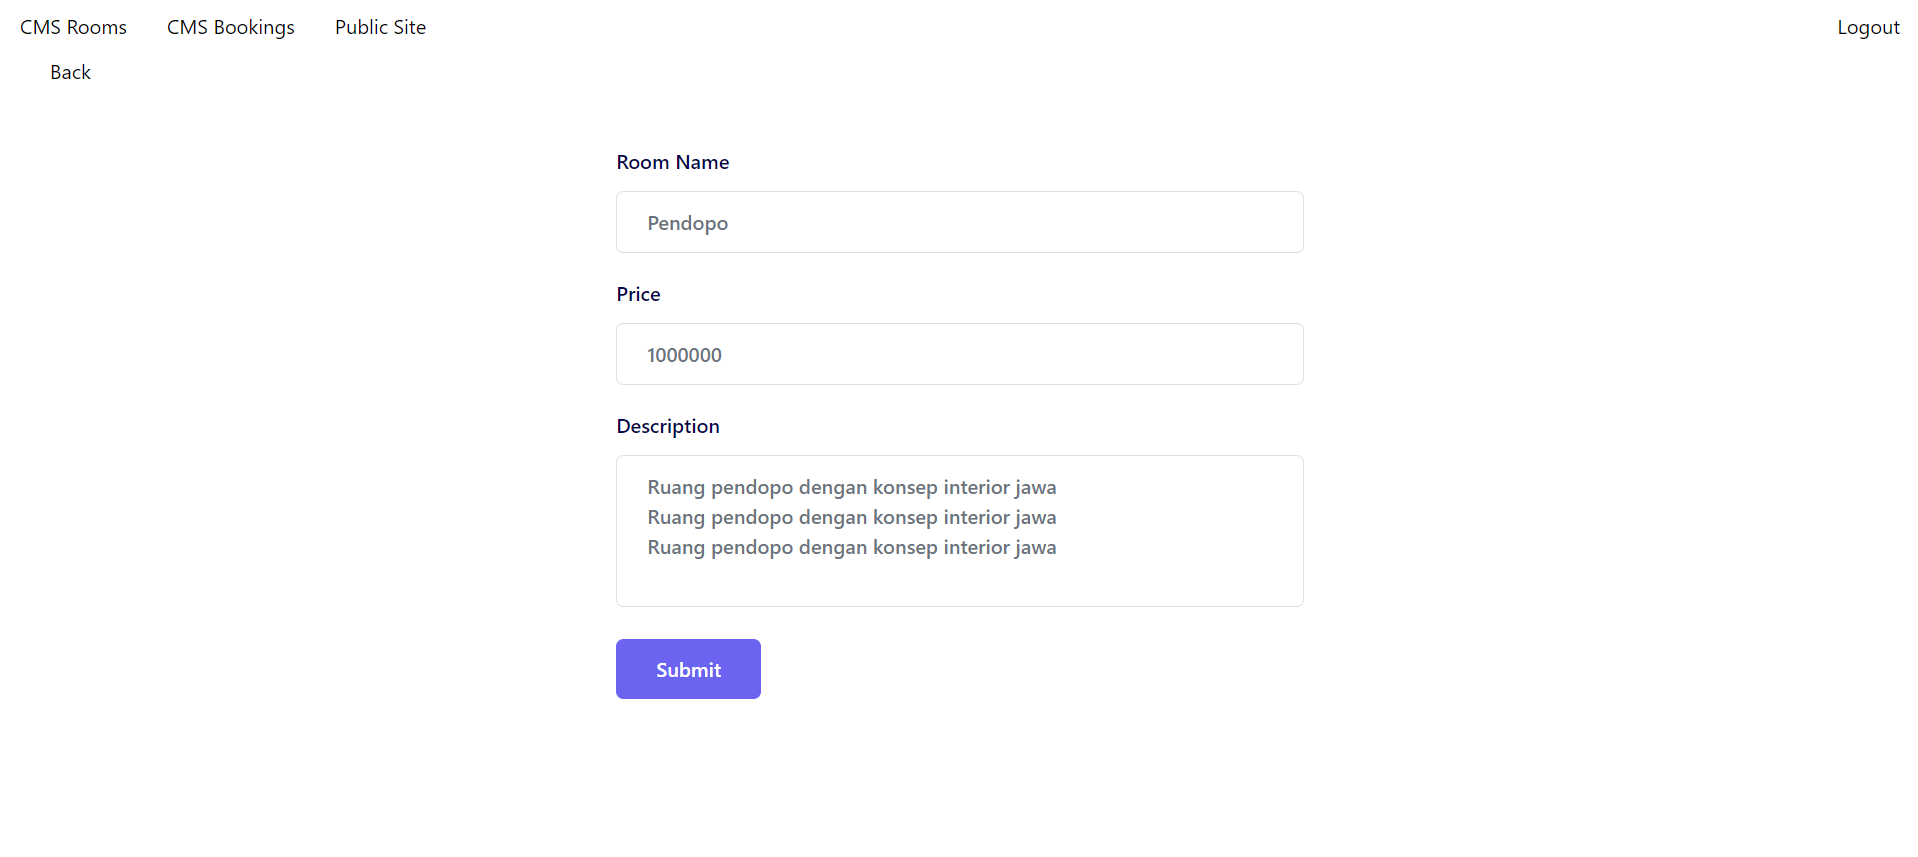 CMS Rooms CMS Bookings Public Site Logout
Back
Room Name
Pendopo
Price
1000000
Description
Ruang pendopo dengan konsep interior jawa
Ruang pendopo dengan konsep interior jawa
Ruang pendopo dengan konsep interior jawa
Submit